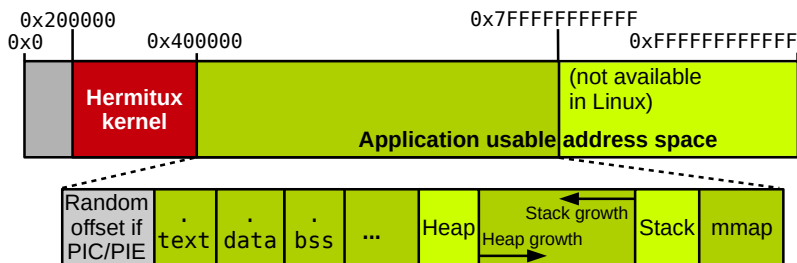 0x200000
0x7FFFFFFFFFFF
0x0
0x400000
0xFFFFFFFFFFFF
Hermitux
kernel
(not available
in Linux)
Application usable address space
Random
offset if
PIC/PIE
.
text
.
data
.
bss
...
Heap
Stack growth
Heap growth
Stack
mmap